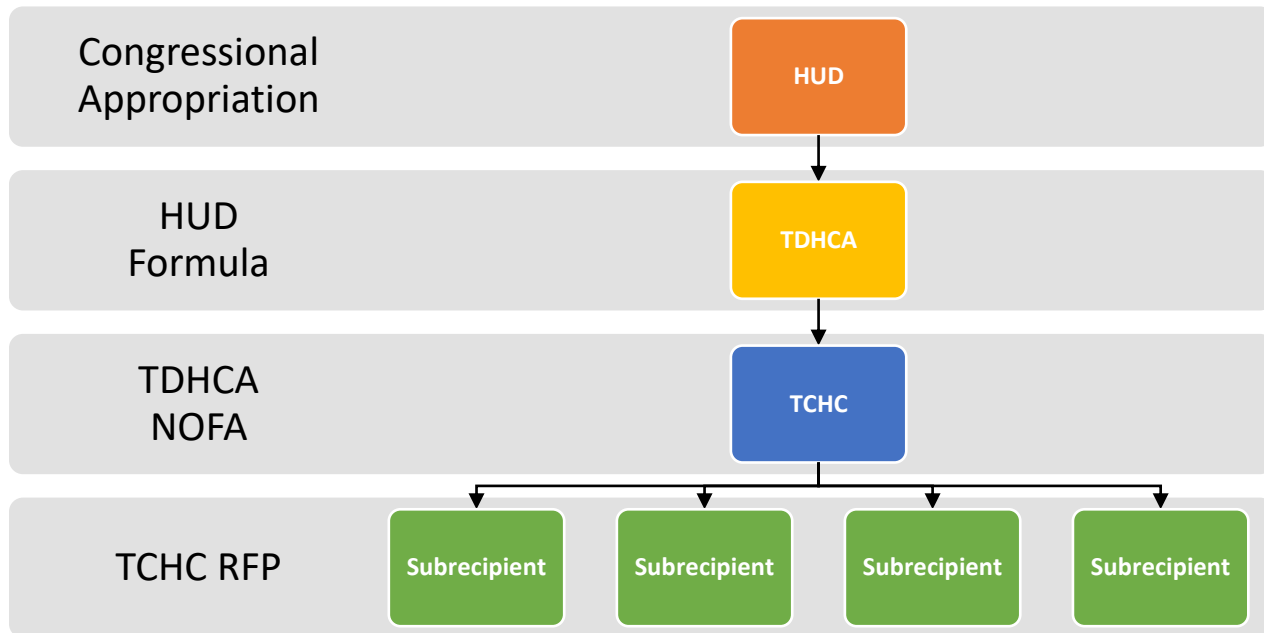 Congressional
Appropriation
HUD
HUD
Formula
TDHCA
TDHCA
NOFA
TCHC
TCHC RFP
Subrecipient
Subrecipient
Subrecipient
Subrecipient